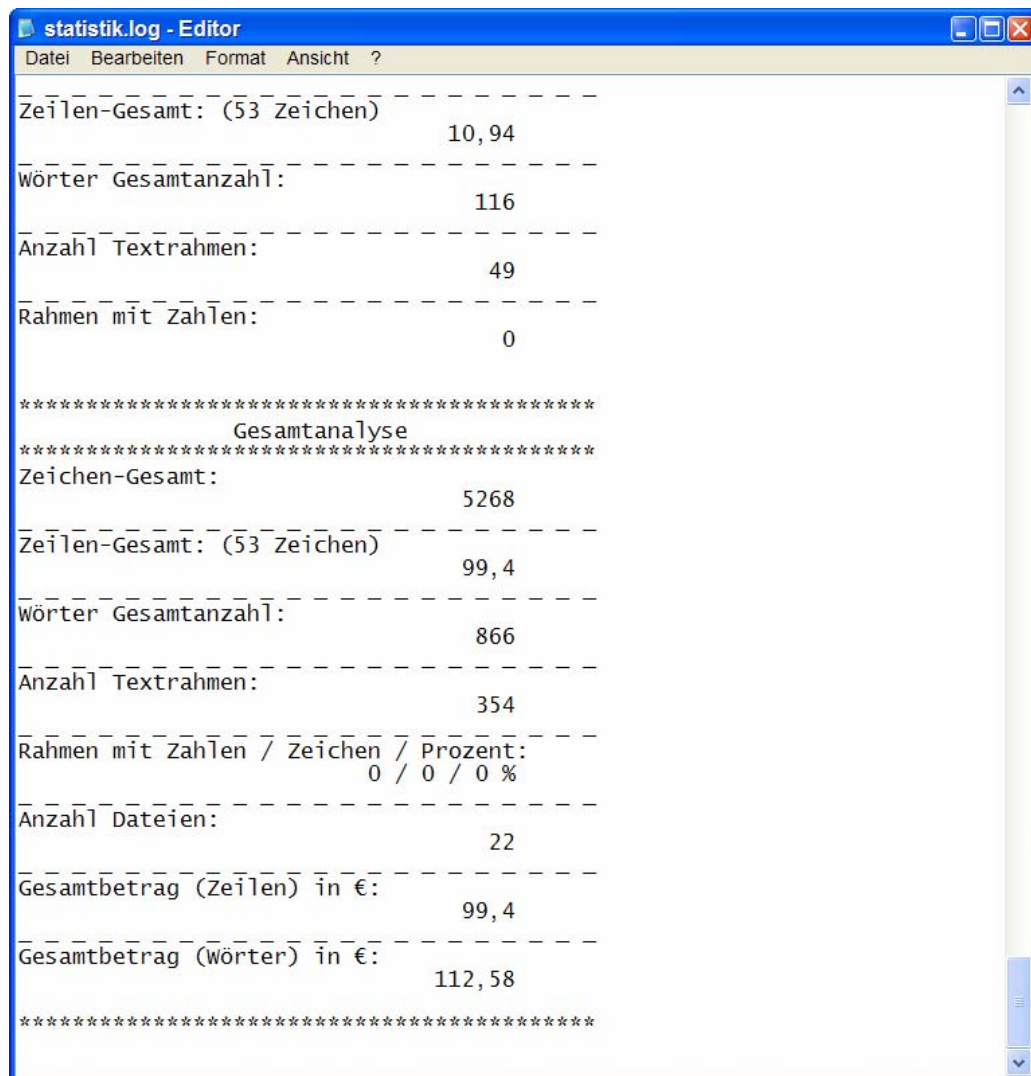 statistik.log - Editor
Datei Bearbeiten Format Ansicht ?
_ _ _ _ _ _ _ _ _ _ _ _ _ _ _ _ _ _ _ _ _ _
Zeilen-Gesamt: (53 Zeichen)
10,94
_ _ _ _ _ _ _ _ _ _ _ _ _ _ _ _ _ _ _ _ _ _
Wörter Gesamtanzahl:
116
_ _ _ _ _ _ _ _ _ _ _ _ _ _ _ _ _ _ _ _ _ _
Anzahl Textrahmen:
49
_ _ _ _ _ _ _ _ _ _ _ _ _ _ _ _ _ _ _ _ _ _
Rahmen mit Zahlen:
0
*******************************************
Gesamtanalyse
*******************************************
Zeichen-Gesamt:
5268
_ _ _ _ _ _ _ _ _ _ _ _ _ _ _ _ _ _ _ _ _ _
Zeilen-Gesamt: (53 Zeichen)
99,4
_ _ _ _ _ _ _ _ _ _ _ _ _ _ _ _ _ _ _ _ _ _
Wörter Gesamtanzahl:
866
_ _ _ _ _ _ _ _ _ _ _ _ _ _ _ _ _ _ _ _ _ _
Anzahl Textrahmen:
354
_ _ _ _ _ _ _ _ _ _ _ _ _ _ _ _ _ _ _ _ _ _
Rahmen mit Zahlen / Zeichen / Prozent:
0 / 0 / 0 %
_ _ _ _ _ _ _ _ _ _ _ _ _ _ _ _ _ _ _ _ _ _
Anzahl Dateien:
22
_ _ _ _ _ _ _ _ _ _ _ _ _ _ _ _ _ _ _ _ _ _
Gesamtbetrag (Zeilen) in €:
99,4
_ _ _ _ _ _ _ _ _ _ _ _ _ _ _ _ _ _ _ _ _ _
Gesamtbetrag (Wörter) in €:
112,58
*******************************************